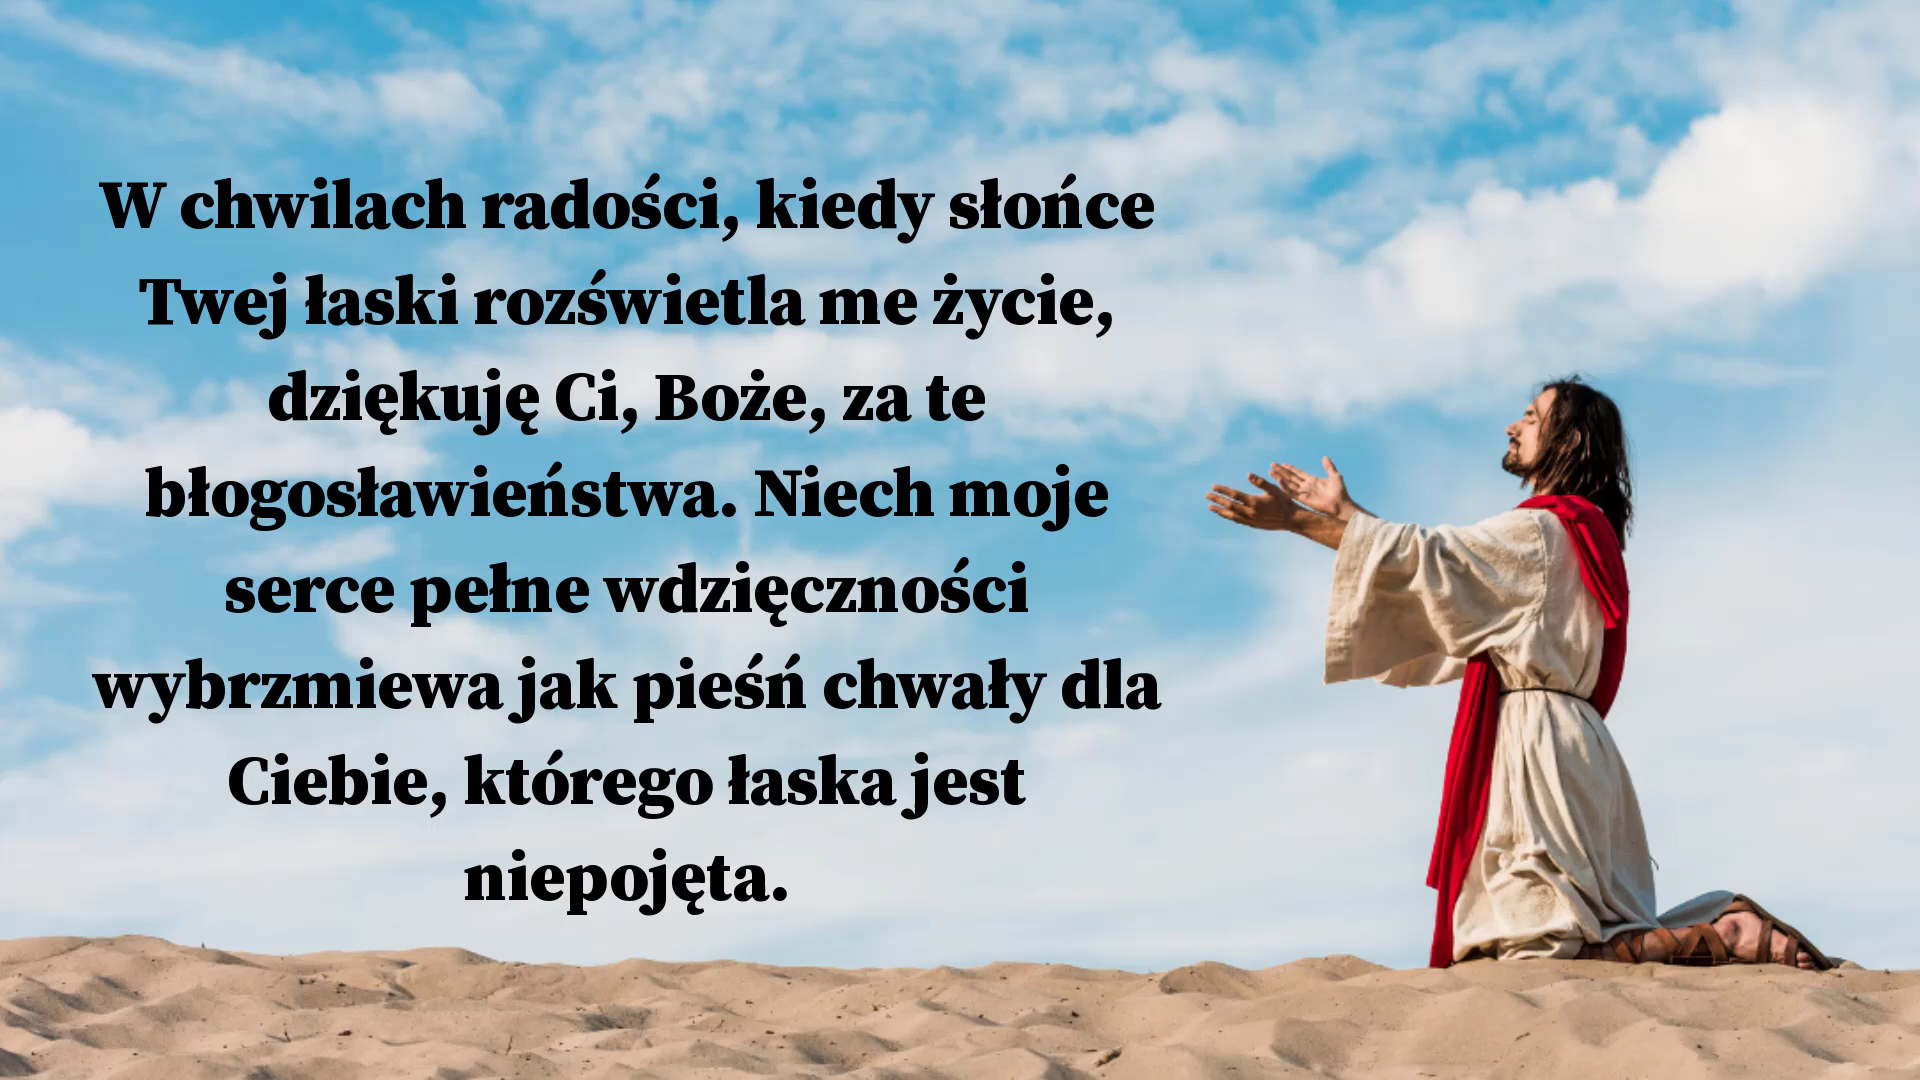 W chwilach radości, kiedy słońce
Twej łaski rozświetla me życie,
dziękuję Ci, Boże, za te
błogosławieństwa. Niech moje
serce pełne wdzięczności
wybrzmiewa jak pieśń chwały dla
Ciebie, którego łaska jest
niepojęta.